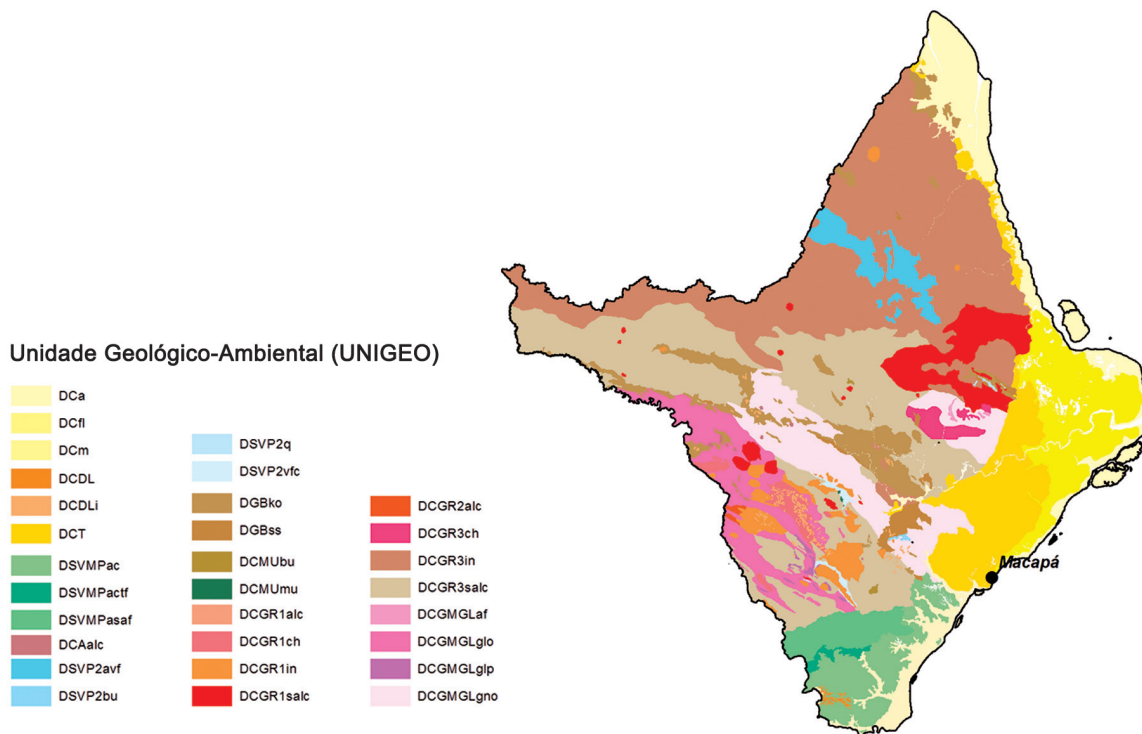 Unidade Geológico-Ambiental (UNIGEO)
DCa
DCfl
DCm
DCDL
DCDLi
DCT
DSVMPac
DSVMPactf
DSVMPasaf
DCAalc
DSVP2avf
DSVP2bu
DSVP2q
DSVP2vfc
DGBko
DGBss
DCMUbu
DCMUmu
DCGR1alc
DCGR1ch
DCGR1in
DCGR1salc
DCGR2alc
DCGR3ch
DCGR3in
DCGR3salc
DCGMGLaf
DCGMGLglo
DCGMGLglp
DCGMGLgno
Macapá